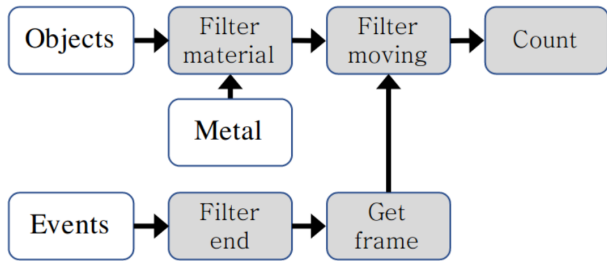 Objects
Filter
material
Filter
moving
Count
Metal
Events
Filter
end
Get
frame